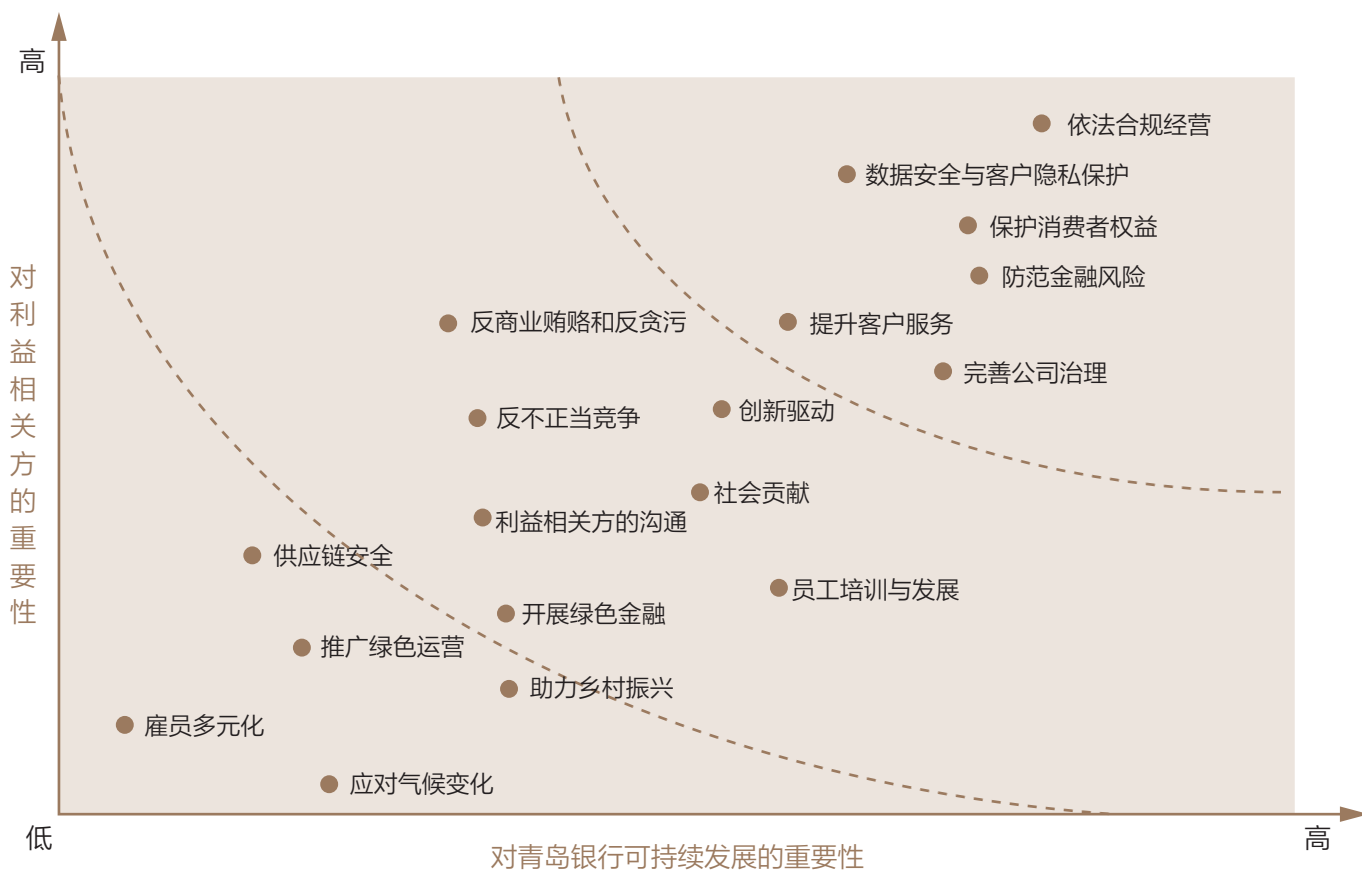 高
依法合规经营
数据安全与客户隐私保护
保护消费者权益
防范金融风险
反商业贿赂和反贪污
提升客户服务
完善公司治理
创新驱动
反不正当竞争
社会贡献
利益相关方的沟通
供应链安全
员工培训与发展
开展绿色金融
推广绿色运营
助力乡村振兴
雇员多元化
应对气候变化
对利益相关方的重要性
低
高
对青岛银行可持续发展的重要性